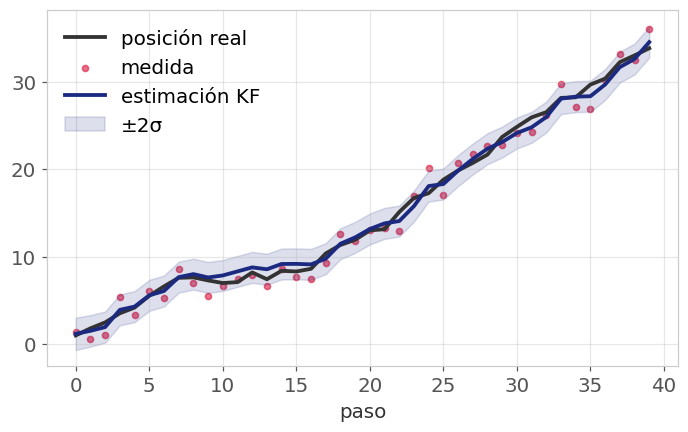 posición real
medida
estimación KF
±2σ
30
20
10
0
0 5 10 15 20 25 30 35 40
paso